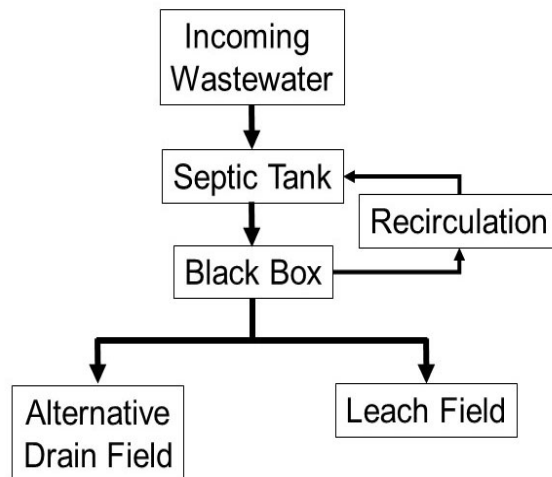 Incoming
Wastewater
Septic Tank
Recirculation
Black Box
Alternative
Drain Field
Leach Field